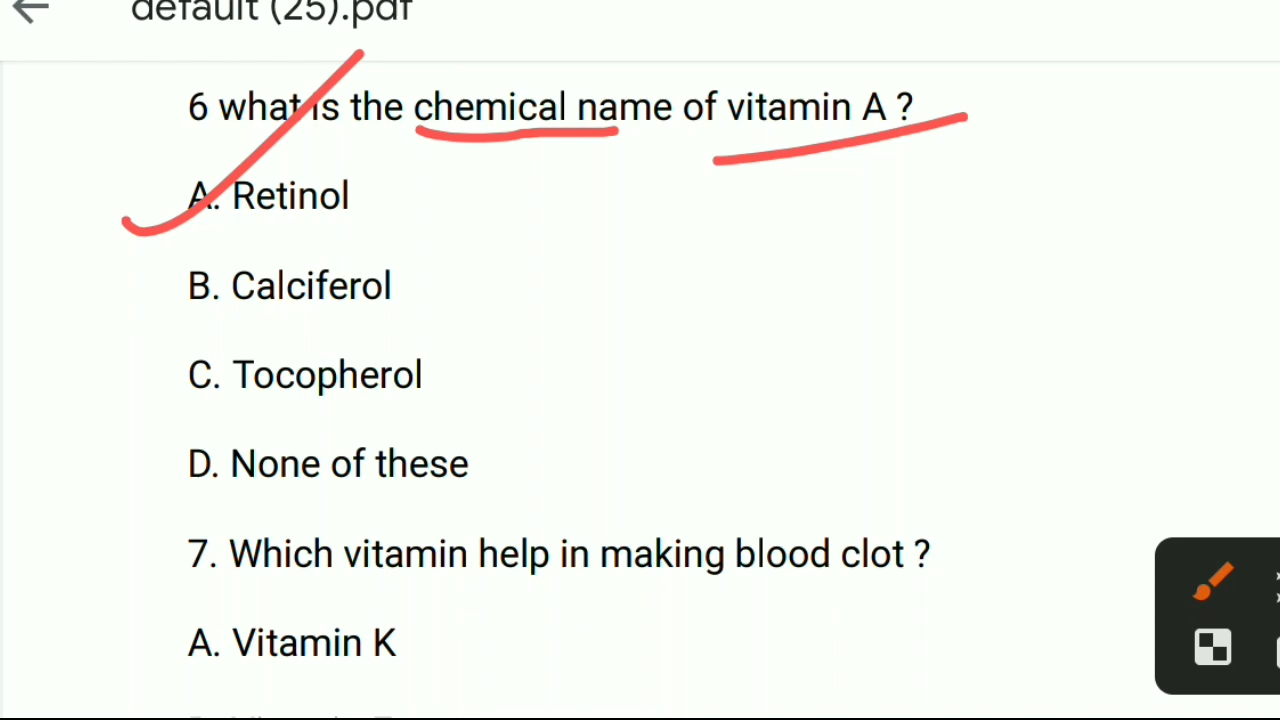 default (25).pdf
6 what is the chemical name of vitamin A ?
A. Retinol
B. Calciferol
C. Tocopherol
D. None of these
7. Which vitamin help in making blood clot ?
A. Vitamin K